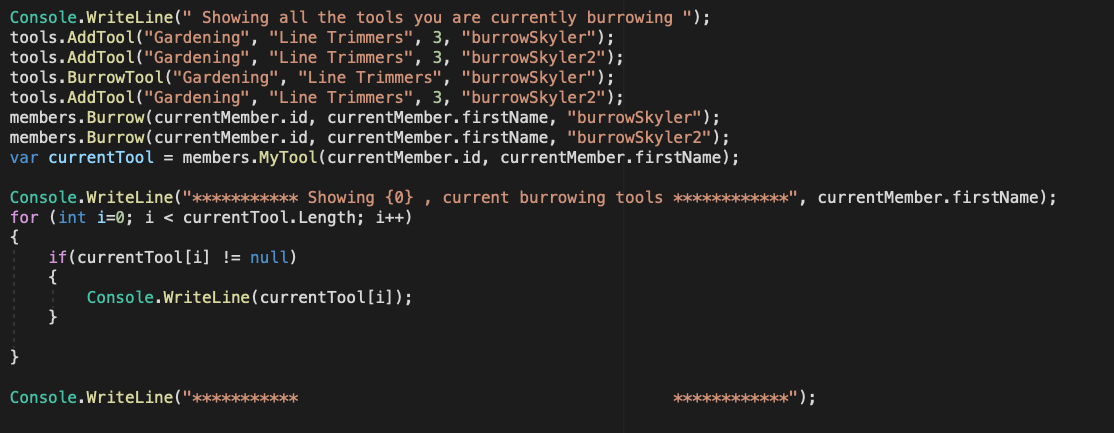 Console.WriteLine(" Showing all the tools you are currently burrowing ");
tools.AddTool("Gardening", "Line Trimmers", 3, "burrowSkyler");
tools.AddTool("Gardening", "Line Trimmers", 3, "burrowSkyler2");
tools.BurrowTool("Gardening", "Line Trimmers", "burrowSkyler");
tools.AddTool("Gardening", "Line Trimmers", 3, "burrowSkyler2");
members.Burrow(currentMember.id, currentMember.firstName, "burrowSkyler");
members.Burrow(currentMember.id, currentMember.firstName, "burrowSkyler2");
var currentTool = members.MyTool(currentMember.id, currentMember.firstName);
Console.WriteLine("*********** Showing {0} , current burrowing tools ************", currentMember.firstName);
for (int i=0; i < currentTool.Length; i++)
{
    if(currentTool[i] != null)
    {
        Console.WriteLine(currentTool[i]);
    }
}
Console.WriteLine("***********                                       ************");